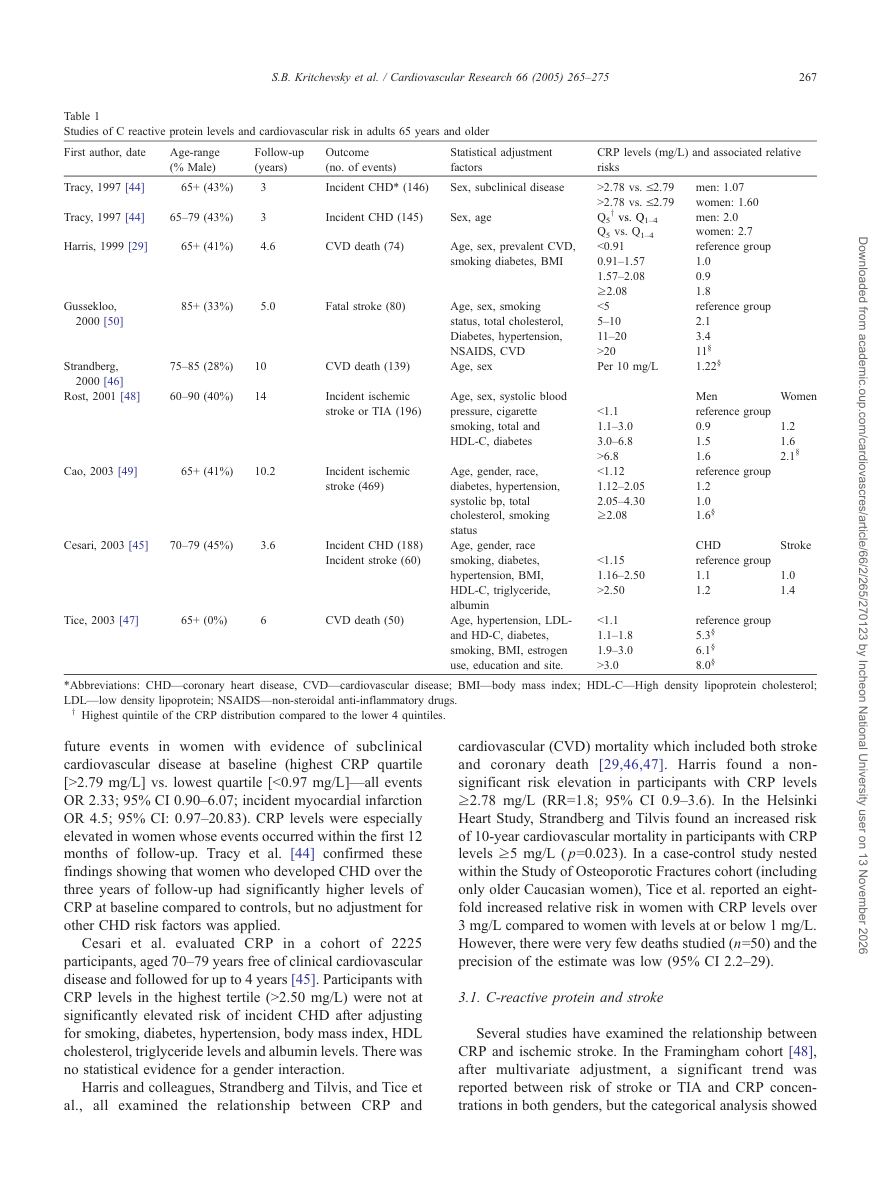 S.B. Kritchevsky et al. / Cardiovascular Research 66 (2005) 265–275 267
Table 1
Studies of C reactive protein levels and cardiovascular risk in adults 65 years and older
First author, date Age-range Follow-up Outcome Statistical adjustment CRP levels (mg/L) and associated relative
(% Male) (years) (no. of events) factors risks
Tracy, 1997 [44] 65+ (43%) 3 Incident CHD* (146) Sex, subclinical disease >2.78 vs. ≤2.79 men: 1.07
>2.78 vs. ≤2.79 women: 1.60
Tracy, 1997 [44] 65–79 (43%) 3 Incident CHD (145) Sex, age Q5† vs. Q1–4 men: 2.0
Q5 vs. Q1–4 women: 2.7
Harris, 1999 [29] 65+ (41%) 4.6 CVD death (74) Age, sex, prevalent CVD, <0.91 reference group
smoking diabetes, BMI 0.91–1.57 1.0
1.57–2.08 0.9
≥2.08 1.8
Gussekloo, 85+ (33%) 5.0 Fatal stroke (80) Age, sex, smoking <5 reference group
2000 [50] status, total cholesterol, 5–10 2.1
Diabetes, hypertension, 11–20 3.4
NSAIDS, CVD >20 11§
Strandberg, 75–85 (28%) 10 CVD death (139) Age, sex Per 10 mg/L 1.22§
2000 [46]
Rost, 2001 [48] 60–90 (40%) 14 Incident ischemic Age, sex, systolic blood Men Women
stroke or TIA (196) pressure, cigarette <1.1 reference group
smoking, total and 1.1–3.0 0.9 1.2
HDL-C, diabetes 3.0–6.8 1.5 1.6
>6.8 1.6 2.1§
Cao, 2003 [49] 65+ (41%) 10.2 Incident ischemic Age, gender, race, <1.12 reference group
stroke (469) diabetes, hypertension, 1.12–2.05 1.2
systolic bp, total 2.05–4.30 1.0
cholesterol, smoking ≥2.08 1.6§
status
Cesari, 2003 [45] 70–79 (45%) 3.6 Incident CHD (188) Age, gender, race CHD Stroke
Incident stroke (60) smoking, diabetes, <1.15 reference group
hypertension, BMI, 1.16–2.50 1.1 1.0
HDL-C, triglyceride, >2.50 1.2 1.4
albumin
Tice, 2003 [47] 65+ (0%) 6 CVD death (50) Age, hypertension, LDL- <1.1 reference group
and HD-C, diabetes, 1.1–1.8 5.3§
smoking, BMI, estrogen 1.9–3.0 6.1§
use, education and site. >3.0 8.0§
*Abbreviations: CHD—coronary heart disease, CVD—cardiovascular disease; BMI—body mass index; HDL-C—High density lipoprotein cholesterol;
LDL—low density lipoprotein; NSAIDS—non-steroidal anti-inflammatory drugs.
† Highest quintile of the CRP distribution compared to the lower 4 quintiles.
future events in women with evidence of subclinical
cardiovascular disease at baseline (highest CRP quartile
[>2.79 mg/L] vs. lowest quartile [<0.97 mg/L]—all events
OR 2.33; 95% CI 0.90–6.07; incident myocardial infarction
OR 4.5; 95% CI: 0.97–20.83). CRP levels were especially
elevated in women whose events occurred within the first 12
months of follow-up. Tracy et al. [44] confirmed these
findings showing that women who developed CHD over the
three years of follow-up had significantly higher levels of
CRP at baseline compared to controls, but no adjustment for
other CHD risk factors was applied.
Cesari et al. evaluated CRP in a cohort of 2225
participants, aged 70–79 years free of clinical cardiovascular
disease and followed for up to 4 years [45]. Participants with
CRP levels in the highest tertile (>2.50 mg/L) were not at
significantly elevated risk of incident CHD after adjusting
for smoking, diabetes, hypertension, body mass index, HDL
cholesterol, triglyceride levels and albumin levels. There was
no statistical evidence for a gender interaction.
Harris and colleagues, Strandberg and Tilvis, and Tice et
al., all examined the relationship between CRP and
cardiovascular (CVD) mortality which included both stroke
and coronary death [29,46,47]. Harris found a non-
significant risk elevation in participants with CRP levels
≥2.78 mg/L (RR=1.8; 95% CI 0.9–3.6). In the Helsinki
Heart Study, Strandberg and Tilvis found an increased risk
of 10-year cardiovascular mortality in participants with CRP
levels ≥5 mg/L (p=0.023). In a case-control study nested
within the Study of Osteoporotic Fractures cohort (including
only older Caucasian women), Tice et al. reported an eight-
fold increased relative risk in women with CRP levels over
3 mg/L compared to women with levels at or below 1 mg/L.
However, there were very few deaths studied (n=50) and the
precision of the estimate was low (95% CI 2.2–29).
3.1. C-reactive protein and stroke
Several studies have examined the relationship between
CRP and ischemic stroke. In the Framingham cohort [48],
after multivariate adjustment, a significant trend was
reported between risk of stroke or TIA and CRP concen-
trations in both genders, but the categorical analysis showed
Downloaded from academic.oup.com/cardiovascres/article/66/2/265/270123 by Incheon National University user on 13 November 2026